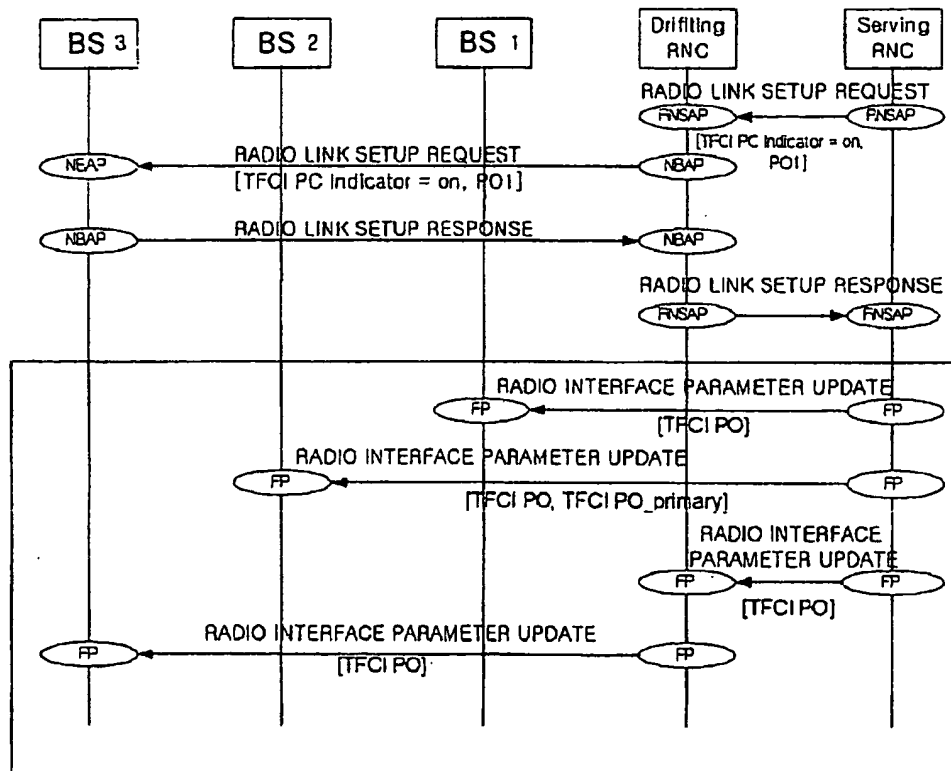 BS 3
BS 2
BS 1
Drifiting
RNC
Serving
RNC
RADIO LINK SETUP REQUEST
RNSAP
RNSAP
[TFCI PC Indicator = on,
PO1]
RADIO LINK SETUP REQUEST
NBAP
NBAP
[TFCI PC Indicator = on, PO1]
RADIO LINK SETUP RESPONSE
NBAP
NBAP
RADIO LINK SETUP RESPONSE
RNSAP
RNSAP
RADIO INTERFACE PARAMETER UPDATE
FP
FP
[TFCI PO]
RADIO INTERFACE PARAMETER UPDATE
FP
FP
[TFCI PO, TFCI PO_primary]
RADIO INTERFACE
PARAMETER UPDATE
FP
FP
[TFCI PO]
RADIO INTERFACE PARAMETER UPDATE
FP
FP
[TFCI PO]